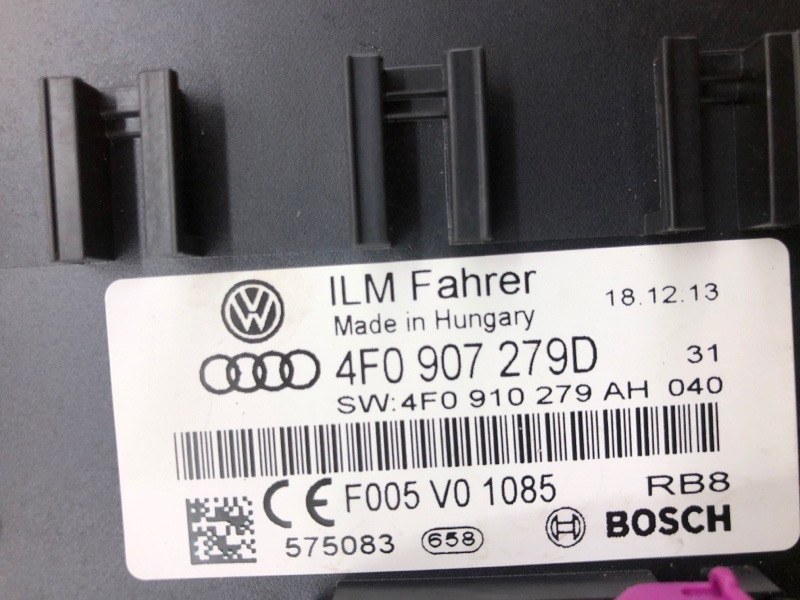 ILM Fahrer
18.12.13
Made in Hungary
4F0 907 279D
31
SW:4F0 910 279 AH 040
CE F005 V0 1085
RB8
575083
658
BOSCH